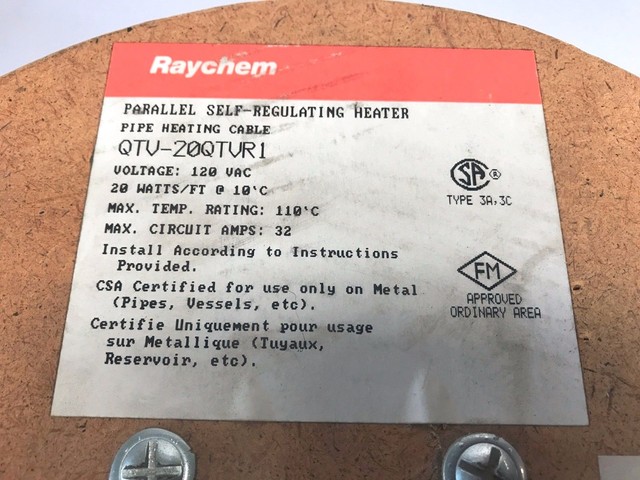 Raychem
PARALLEL SELF-REGULATING HEATER
PIPE HEATING CABLE
QTV-20QTVR1
VOLTAGE: 120 VAC
20 WATTS/FT @ 10°C
MAX. TEMP. RATING: 110°C
MAX. CIRCUIT AMPS: 32
Install According to Instructions
Provided.
CSA Certified for use only on Metal
(Pipes, Vessels, etc).
Certifie Uniquement pour usage
sur Metallique (Tuyaux,
Reservoir, etc).
SA ®
TYPE 3A,3C
FM
APPROVED
ORDINARY AREA